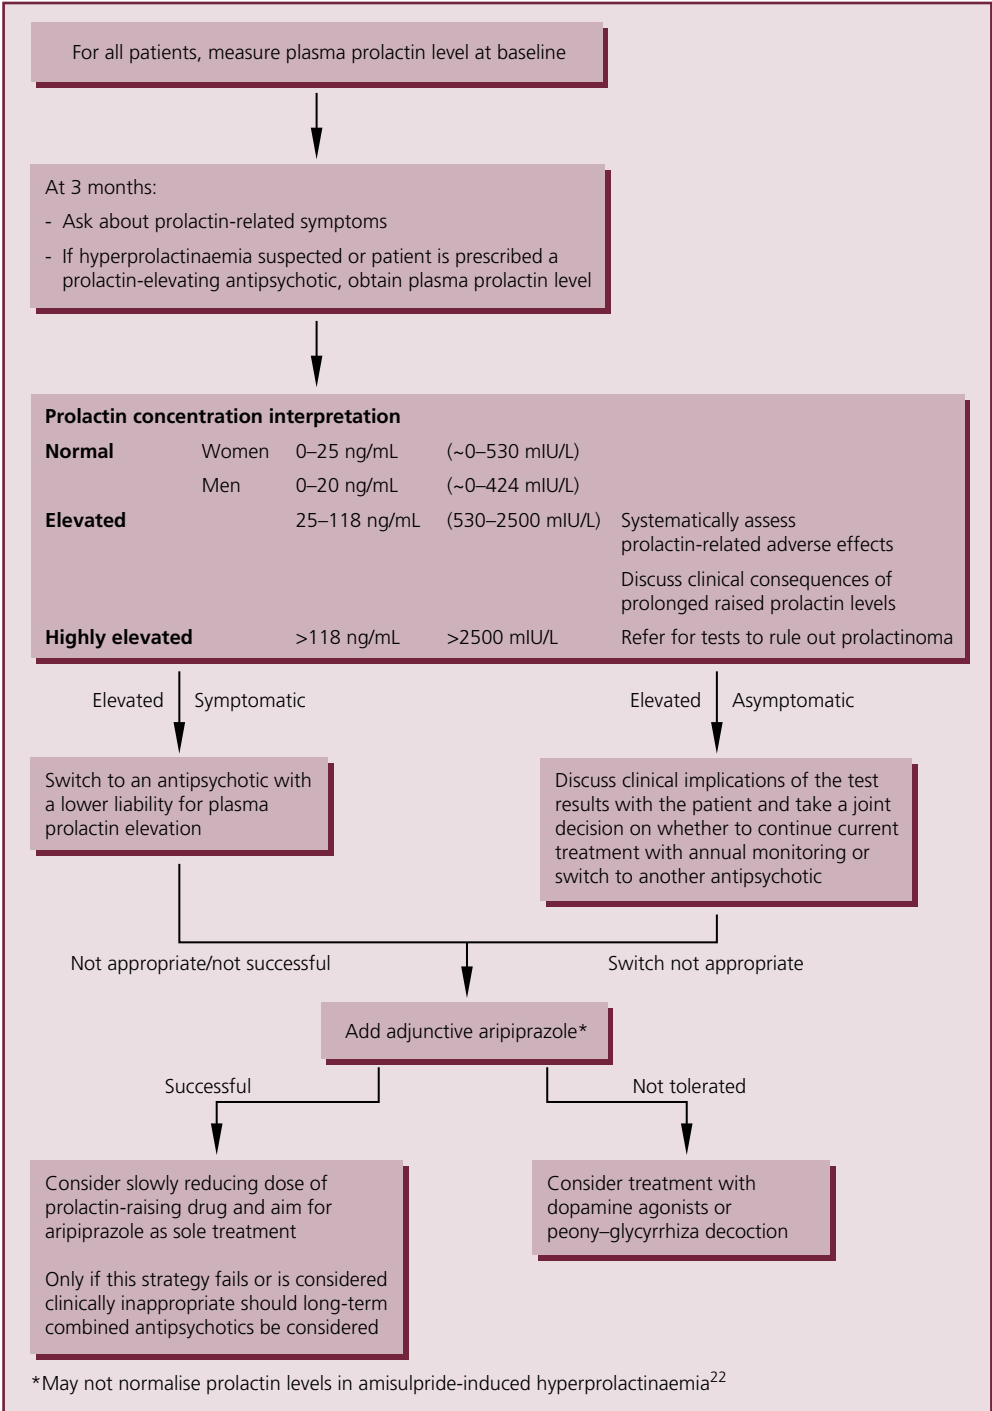 For all patients, measure plasma prolactin level at baseline
At 3 months:
- Ask about prolactin-related symptoms
- If hyperprolactinaemia suspected or patient is prescribed a
prolactin-elevating antipsychotic, obtain plasma prolactin level
Prolactin concentration interpretation
Normal Women 0–25 ng/mL (~0–530 mIU/L)
Men 0–20 ng/mL (~0–424 mIU/L)
Elevated 25–118 ng/mL (530–2500 mIU/L) Systematically assess
prolactin-related adverse effects
Discuss clinical consequences of
prolonged raised prolactin levels
Highly elevated >118 ng/mL >2500 mIU/L Refer for tests to rule out prolactinoma
Elevated Symptomatic
Elevated Asymptomatic
Switch to an antipsychotic with
a lower liability for plasma
prolactin elevation
Discuss clinical implications of the test
results with the patient and take a joint
decision on whether to continue current
treatment with annual monitoring or
switch to another antipsychotic
Not appropriate/not successful
Switch not appropriate
Add adjunctive aripiprazole*
Successful
Not tolerated
Consider slowly reducing dose of
prolactin-raising drug and aim for
aripiprazole as sole treatment
Only if this strategy fails or is considered
clinically inappropriate should long-term
combined antipsychotics be considered
Consider treatment with
dopamine agonists or
peony–glycyrrhiza decoction
*May not normalise prolactin levels in amisulpride-induced hyperprolactinaemia22